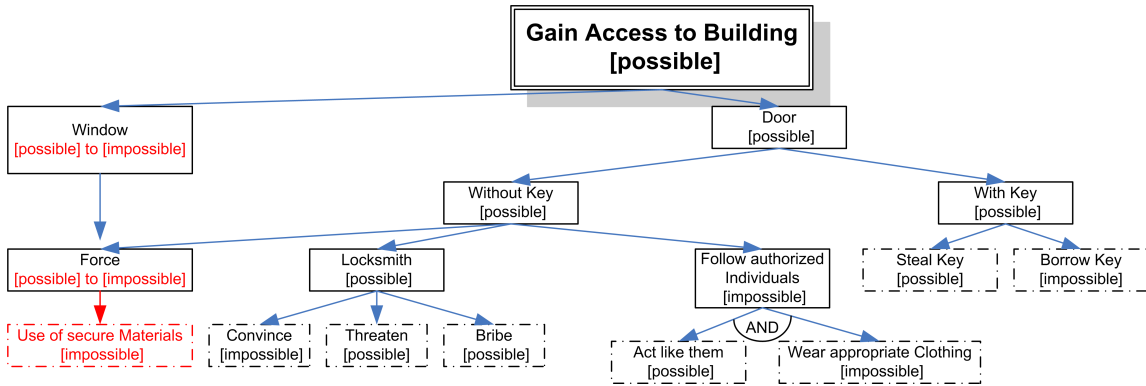 Gain Access to Building
[possible]
Window
[possible] to [impossible]
Door
[possible]
Without Key
[possible]
With Key
[possible]
Force
[possible] to [impossible]
Locksmith
[possible]
Follow authorized
Individuals
[impossible]
Steal Key
[possible]
Borrow Key
[impossible]
Use of secure Materials
[impossible]
Convince
[impossible]
Threaten
[possible]
Bribe
[possible]
AND
Act like them
[possible]
Wear appropriate Clothing
[impossible]